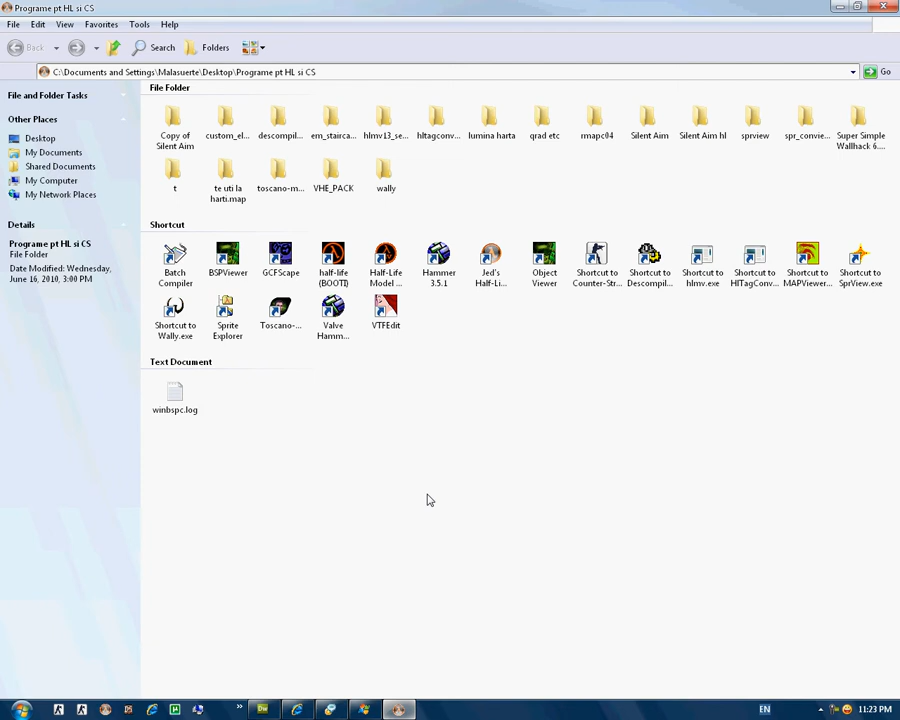 Programe pt HL si CS
File Edit View Favorites Tools Help
Back Search Folders
C:\Documents and Settings\Malasuerte\Desktop\Programe pt HL si CS Go
File and Folder Tasks
Other Places
Desktop
My Documents
Shared Documents
My Computer
My Network Places
Details
Programe pt HL si CS
File Folder
Date Modified: Wednesday,
June 16, 2010, 3:00 PM
File Folder
Copy of Silent Aim
custom_el...
descompil...
em_stairca...
hlmv13_se...
hltagconv...
lumina harta
qrad etc
rmapc04
Silent Aim
Silent Aim hl
sprview
spr_convie...
Super Simple Wallhack 6....
t
te uti la harti.map
toscano-m...
VHE_PACK
wally
Shortcut
Batch Compiler
BSPViewer
GCFScape
half-life (BOOTI)
Half-Life Model ...
Hammer 3.5.1
Jed's Half-Li...
Object Viewer
Shortcut to Counter-Str...
Shortcut to Descompil...
Shortcut to hlmv.exe
Shortcut to HlTagConv...
Shortcut to MAPViewer...
Shortcut to SprView.exe
Shortcut to Wally.exe
Sprite Explorer
Toscano-...
Valve Hamm...
VTFEdit
Text Document
winbspc.log
EN 11:23 PM